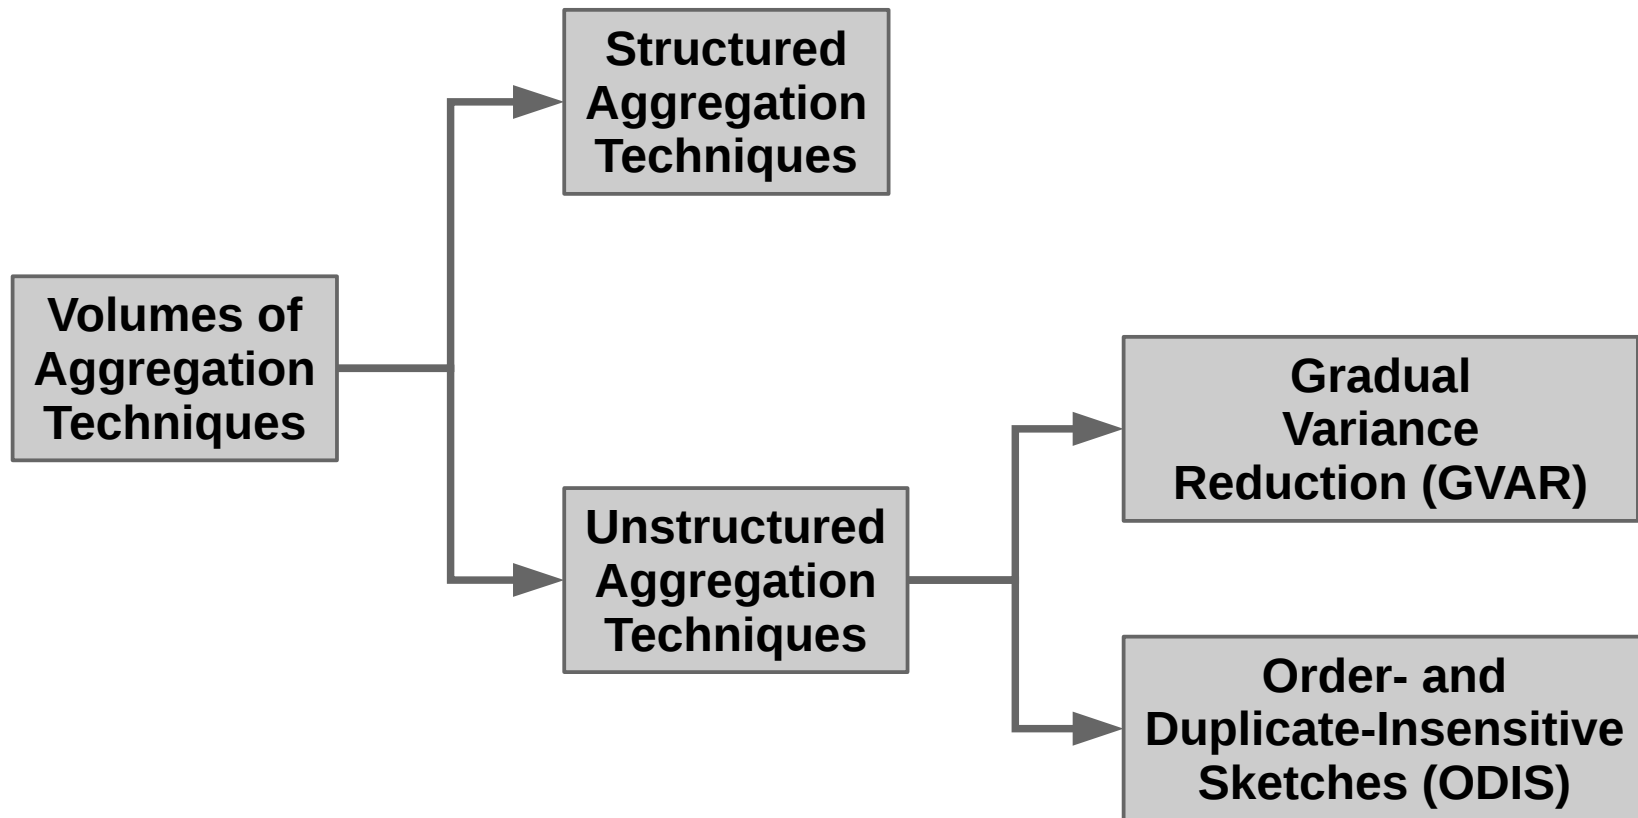 Structured
Aggregation
Techniques
Volumes of
Aggregation
Techniques
Unstructured
Aggregation
Techniques
Gradual
Variance
Reduction (GVAR)
Order- and
Duplicate-Insensitive
Sketches (ODIS)